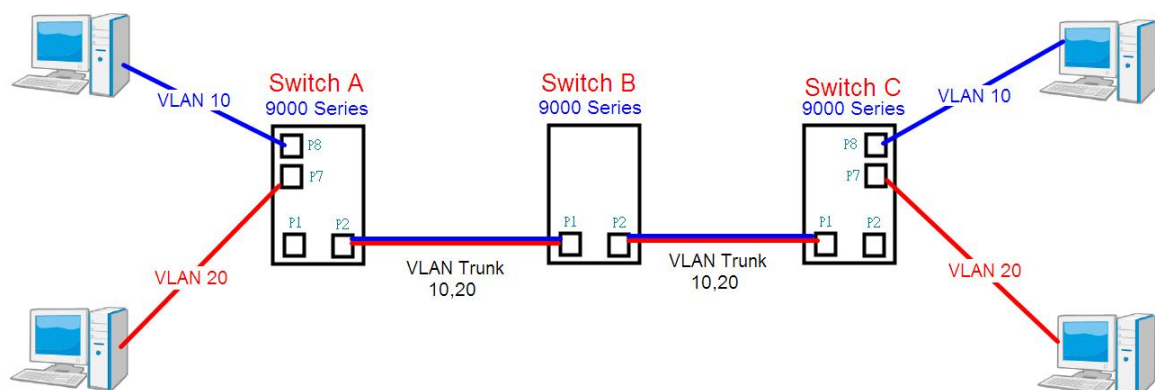 Switch A
9000 Series
Switch B
9000 Series
Switch C
9000 Series
VLAN 10
VLAN 10
P8
P7
P1
P2
P1
P2
P8
P7
P1
P2
VLAN 20
VLAN 20
VLAN Trunk
10,20
VLAN Trunk
10,20